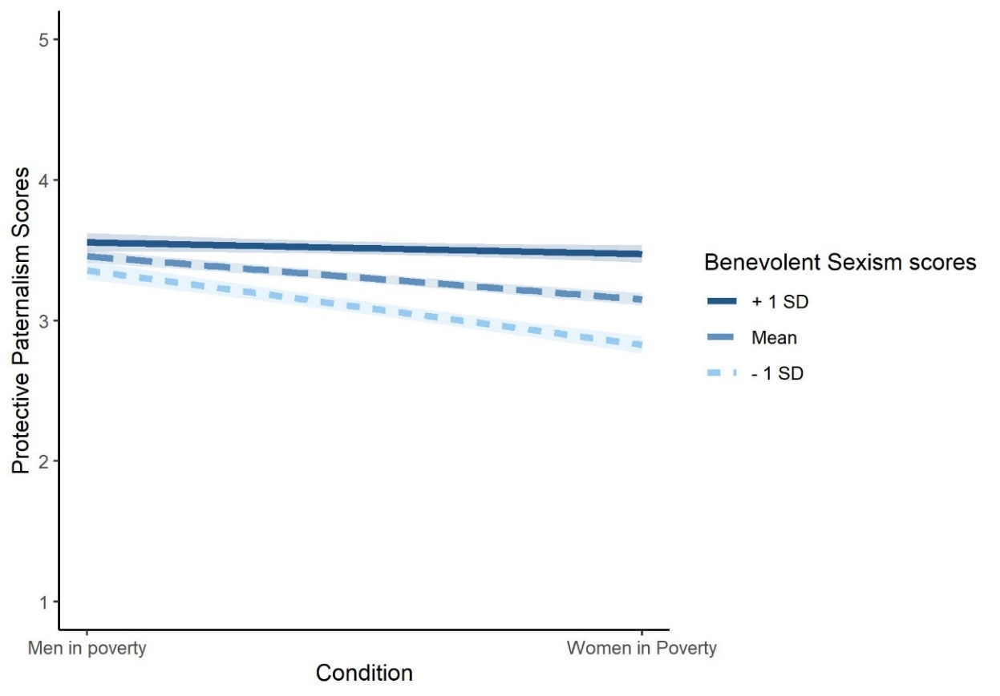 Protective Paternalism Scores
5
4
3
2
1
Men in poverty
Women in Poverty
Condition
Benevolent Sexism scores
+ 1 SD
Mean
- 1 SD